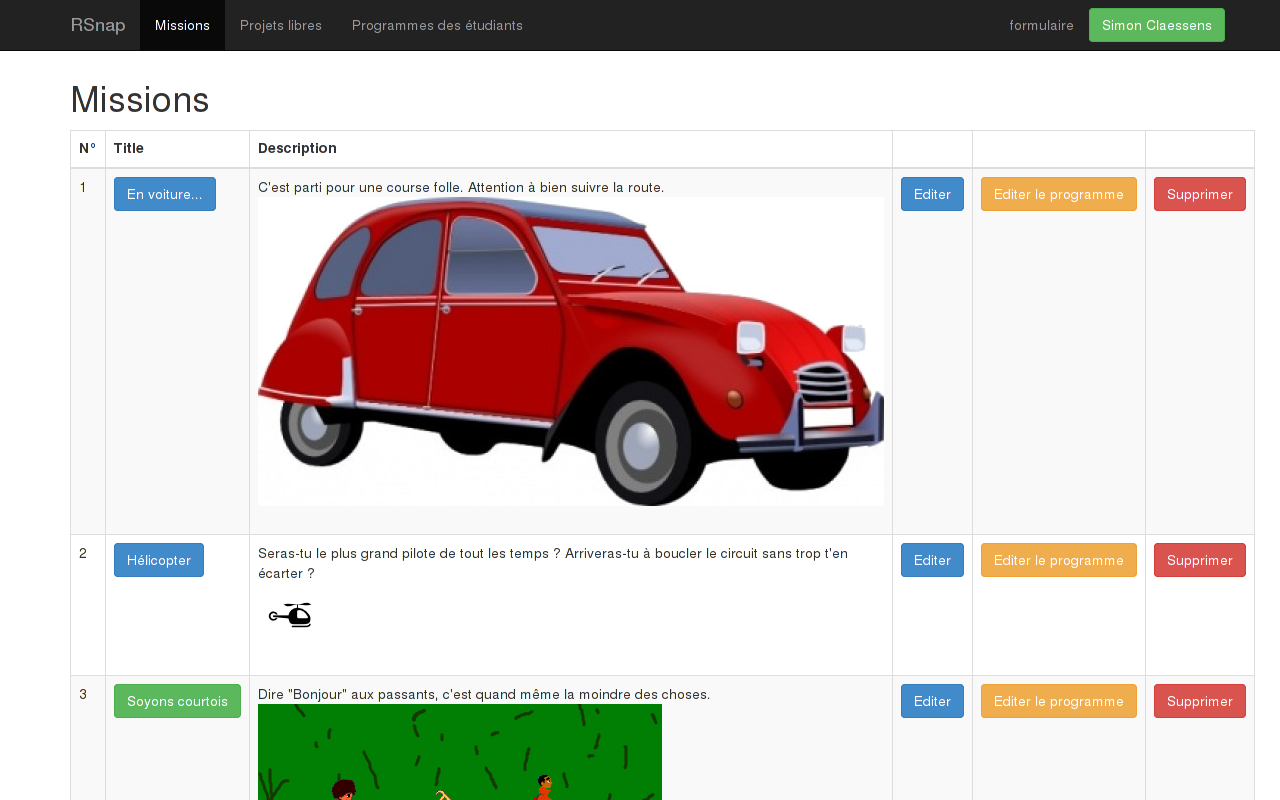 RSnap Missions Projets libres Programmes des étudiants formulaire Simon Claessens
Missions
N° Title Description
1 En voiture... C'est parti pour une course folle. Attention à bien suivre la route. Editer Editer le programme Supprimer
2 Hélicopter Seras-tu le plus grand pilote de tout les temps ? Arriveras-tu à boucler le circuit sans trop t'en Editer Editer le programme Supprimer
écarter ?
3 Soyons courtois Dire "Bonjour" aux passants, c'est quand même la moindre des choses. Editer Editer le programme Supprimer